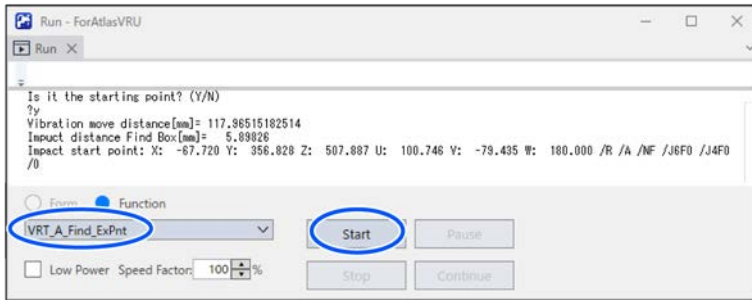 Run - ForAtlasVRU
Run
Is it the starting point? (Y/N)
?y
Vibration move distance[mm]= 117.96515182514
Impuct distance Find Box[mm]= 5.89826
Impact start point: X: -67.720 Y: 356.828 Z: 507.887 U: 100.746 V: -79.435 W: 180.000 /R /A /NF /J6F0 /J4F0
/0
Form Function
VRT_A_Find_ExPnt Start Pause
Low Power Speed Factor: 100 % Stop Continue